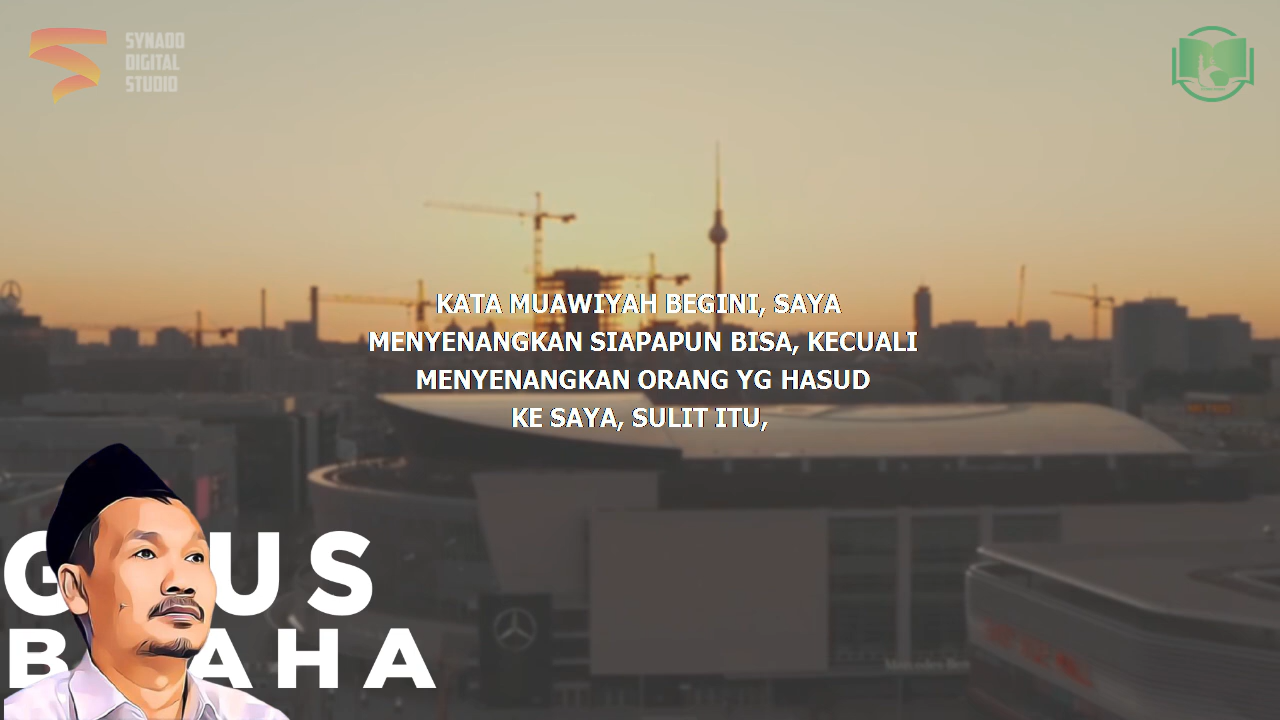 SYNADO
DIGITAL
STUDIO
KATA MUAWIYAH BEGINI, SAYA
MENYENANGKAN SIAPAPUN BISA, KECUALI
MENYENANGKAN ORANG YG HASUD
KE SAYA, SULIT ITU,
GUS
BAHA